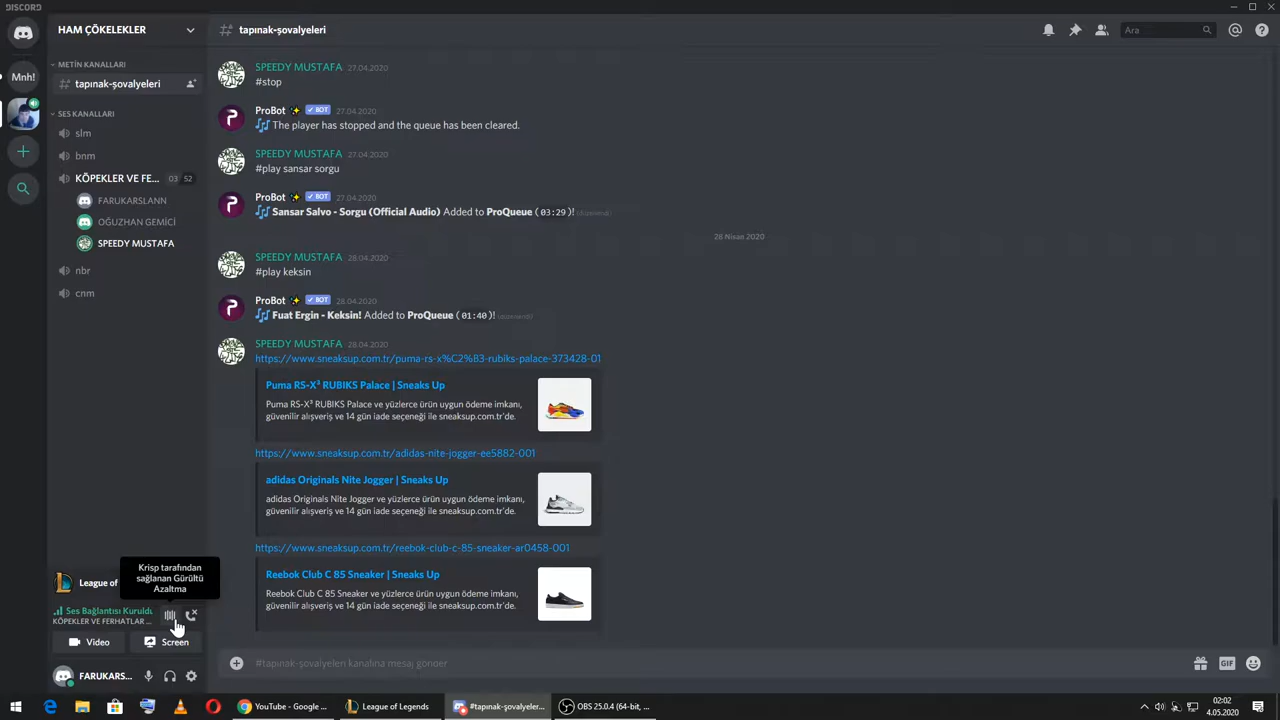 DISCORD
HAM ÇÖKELEKLER
tapınak-şovalyeleri
Ara
Mnh!
METİN KANALLARI
tapınak-şovalyeleri
SES KANALLARI
slm
bnm
KÖPEKLER VE FE... 03 52
FARUKARSLANN
OĞUZHAN GEMİCİ
SPEEDY MUSTAFA
nbr
cnm
SPEEDY MUSTAFA 27.04.2020
#stop
ProBot BOT 27.04.2020
The player has stopped and the queue has been cleared.
SPEEDY MUSTAFA 27.04.2020
#play sansar sorgu
ProBot BOT 27.04.2020
Sansar Salvo - Sorgu (Official Audio) Added to ProQueue (03:29)!
28 Nisan 2020
SPEEDY MUSTAFA 28.04.2020
#play keksin
ProBot BOT 28.04.2020
Fuat Ergin - Keksin! Added to ProQueue (01:40)!
SPEEDY MUSTAFA 28.04.2020
https://www.sneaksup.com.tr/puma-rs-x%C2%83-rubiks-palace-373428-01
Puma RS-X³ RUBIKS Palace | Sneaks Up
Puma RS-X³ RUBIKS Palace ve yüzlerce ürün uygun ödeme imkanı,
güvenilir alışveriş ve 14 gün iade seçeneği ile sneaksup.com.tr'de.
https://www.sneaksup.com.tr/adidas-nite-jogger-ee5882-001
adidas Originals Nite Jogger | Sneaks Up
adidas Originals Nite Jogger ve yüzlerce ürün uygun ödeme imkanı,
güvenilir alışveriş ve 14 gün iade seçeneği ile sneaksup.com.tr'de.
https://www.sneaksup.com.tr/reebok-club-c-85-sneaker-ar0458-001
Reebok Club C 85 Sneaker | Sneaks Up
Reebok Club C 85 Sneaker ve yüzlerce ürün uygun ödeme imkanı,
güvenilir alışveriş ve 14 gün iade seçeneği ile sneaksup.com.tr'de.
Krisp tarafından
sağlanan Gürültü
Azaltma
League of
Ses Bağlantısı Kuruldu
KÖPEKLER VE FERHATLAR ...
Video
Screen
FARUKARS...
#tapınak-şovalyeleri kanalına mesaj gönder
GIF
YouTube - Google ...
League of Legends
#tapınak-şovalyeler...
OBS 25.0.4 (64-bit, ...
02:02
4.05.2020